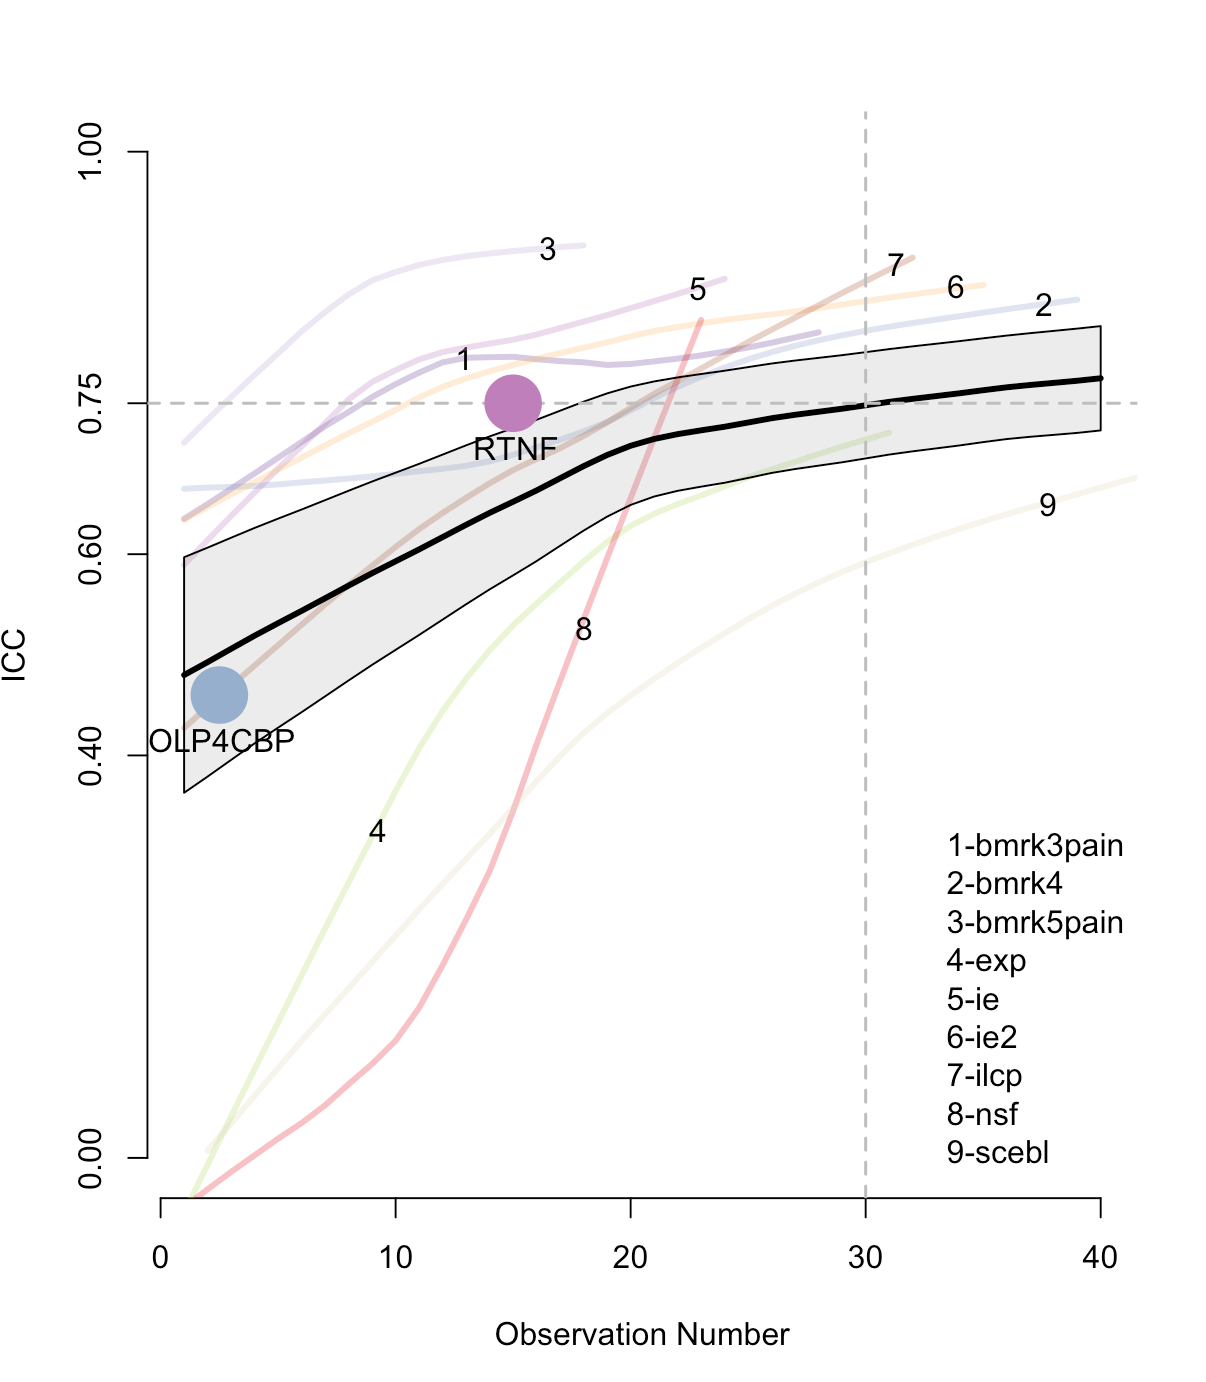 1.00
0.75
0.60
0.40
0.00
ICC
3
7
5
6
2
1
RTNF
9
8
OLP4CBP
4
1-bmrk3pain
2-bmrk4
3-bmrk5pain
4-exp
5-ie
6-ie2
7-ilcp
8-nsf
9-scebl
0 10 20 30 40
Observation Number